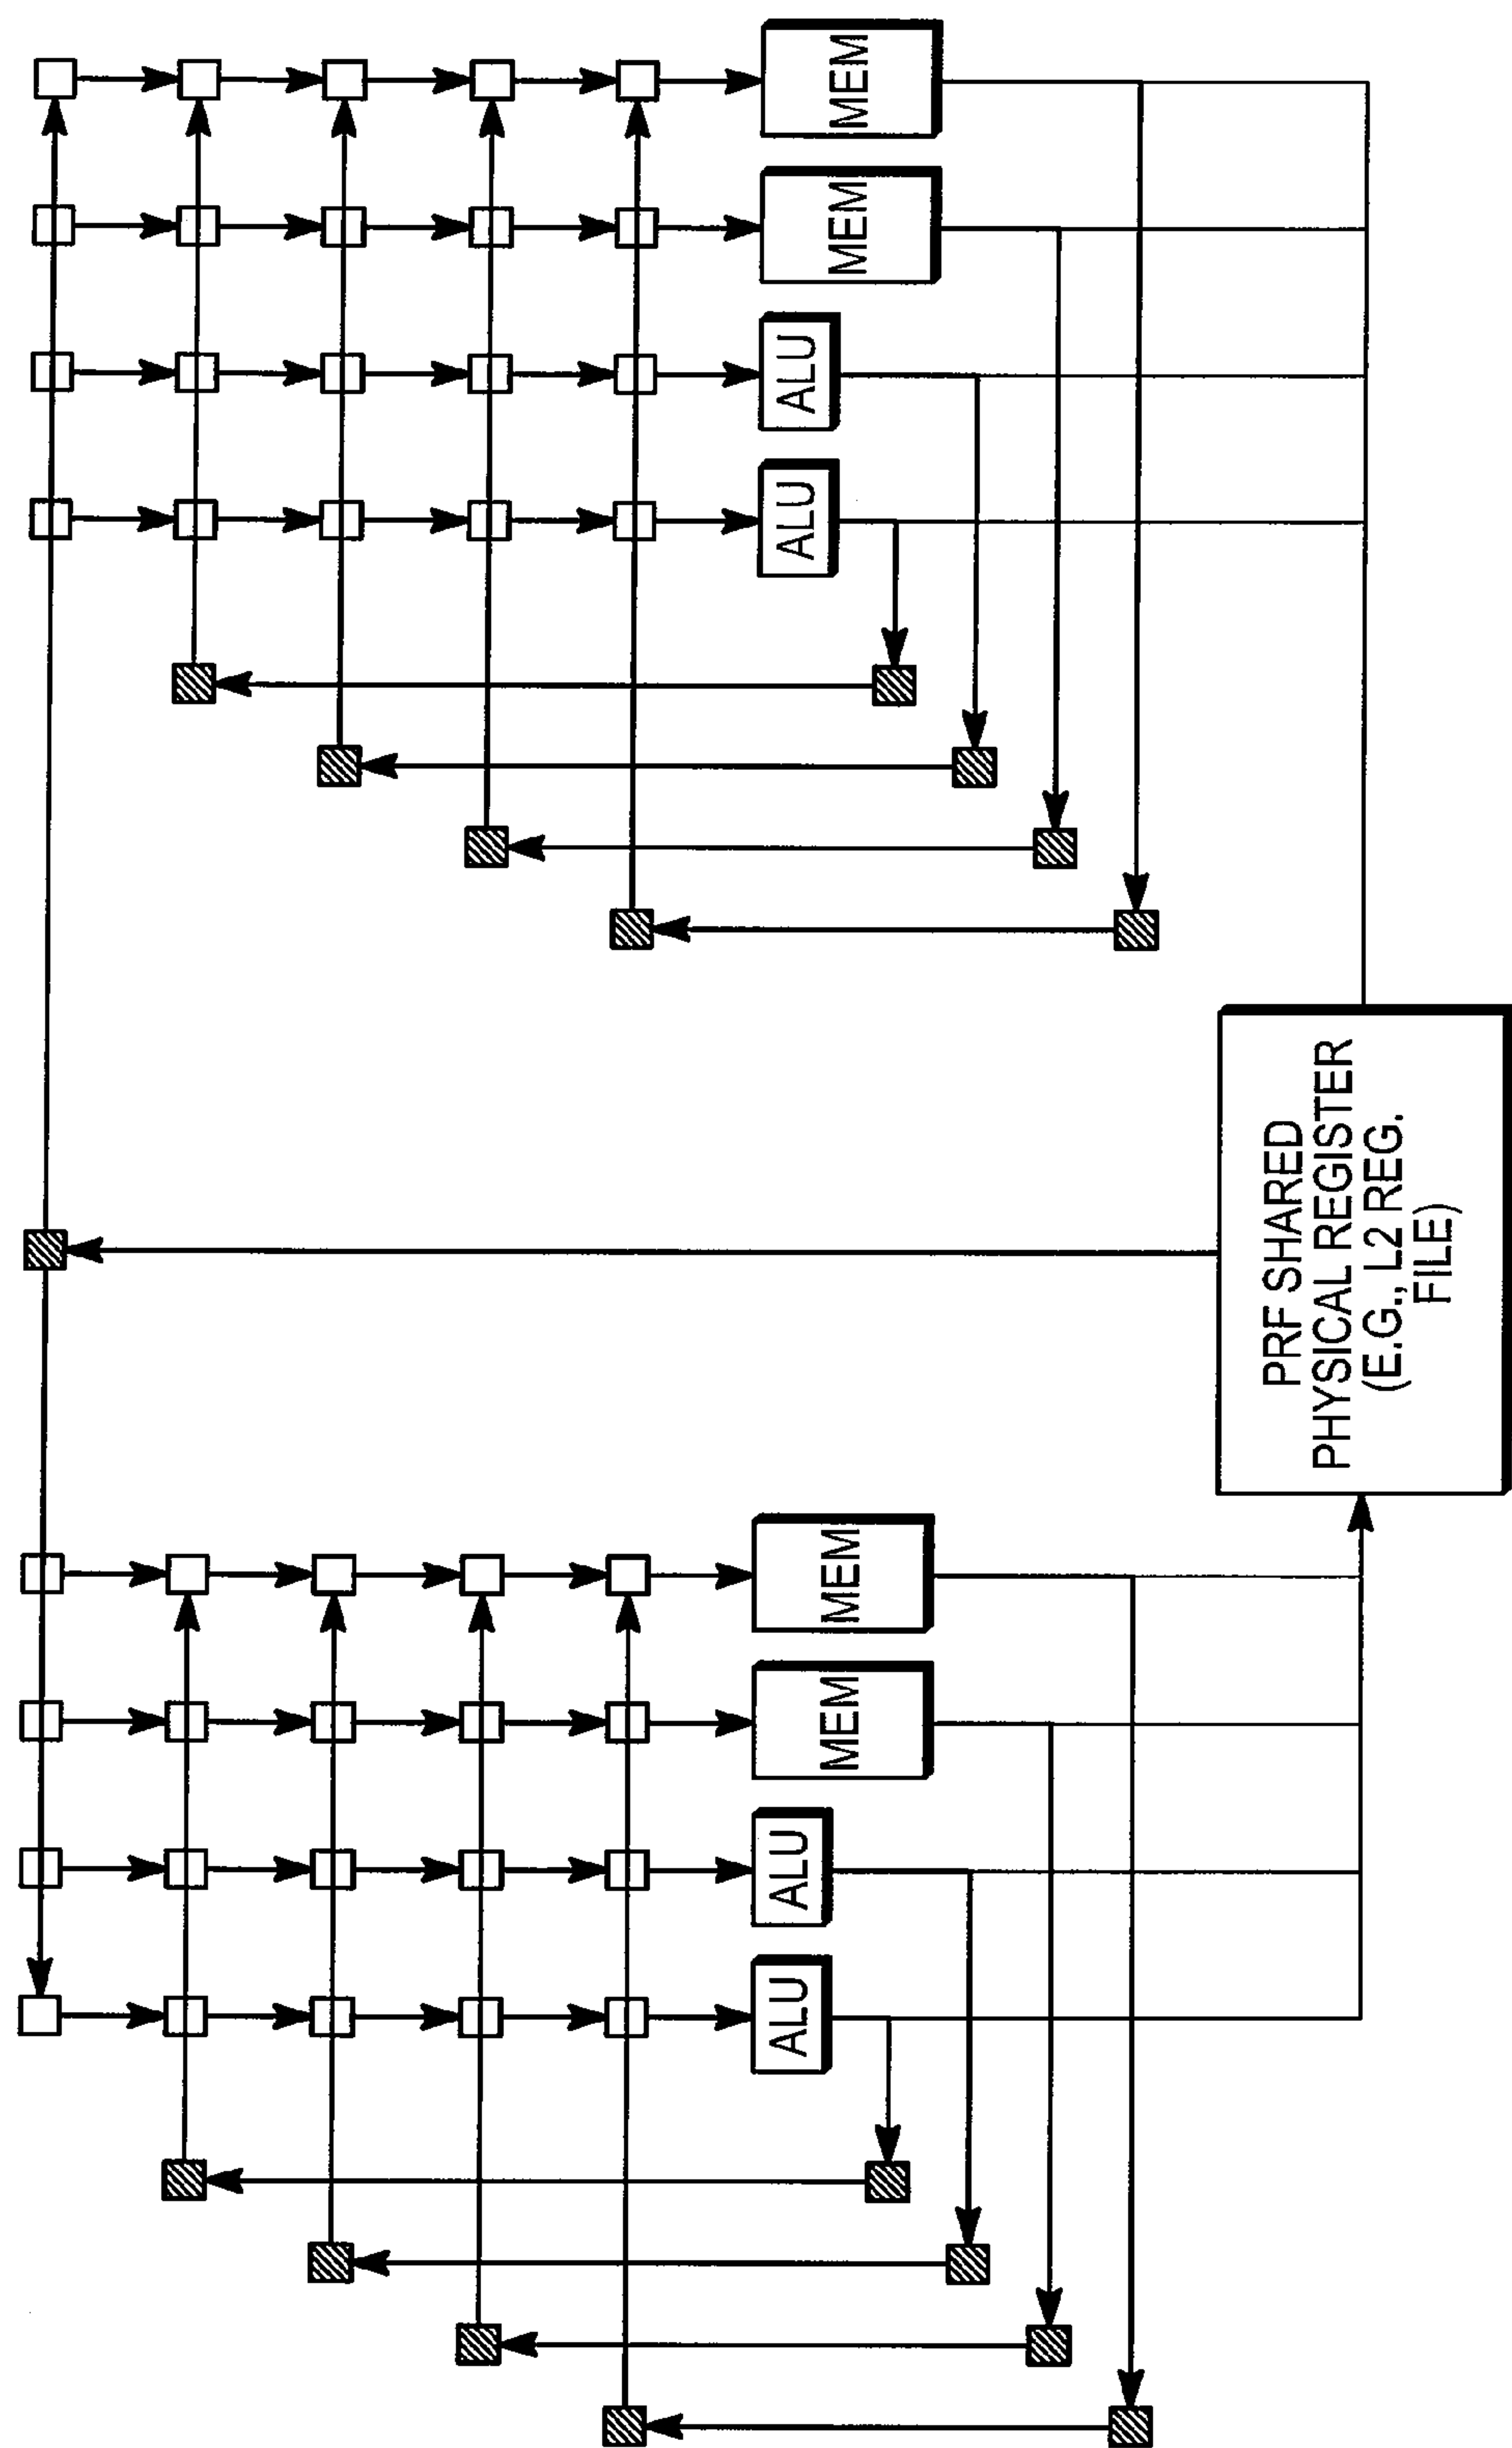 ALU
ALU
MEM
MEM
ALU
ALU
MEM
MEM
PRF SHARED
PHYSICAL REGISTER
(E.G., L2 REG.
FILE)